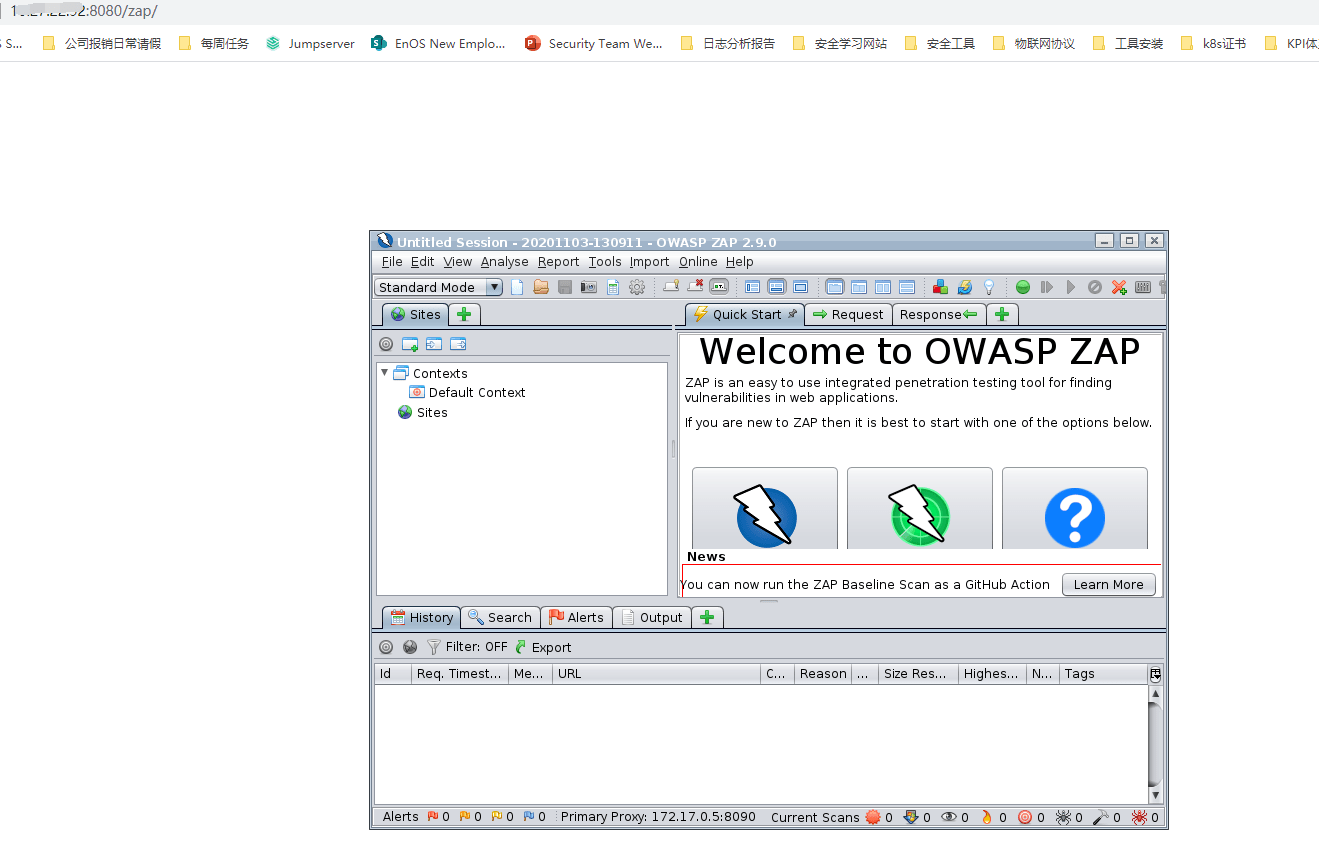 :8080/zap/
S... 公司报销日常请假 每周任务 Jumpserver EnOS New Emplo... Security Team We... 日志分析报告 安全学习网站 安全工具 物联网协议 工具安装 k8s证书 KPI体
Untitled Session - 20201103-130911 - OWASP ZAP 2.9.0
File Edit View Analyse Report Tools Import Online Help
Standard Mode
Sites Quick Start Request Response
Welcome to OWASP ZAP
ZAP is an easy to use integrated penetration testing tool for finding
vulnerabilities in web applications.
If you are new to ZAP then it is best to start with one of the options below.
Contexts
Default Context
Sites
News
You can now run the ZAP Baseline Scan as a GitHub Action Learn More
History Search Alerts Output
Filter: OFF Export
Id Req. Timest... Me... URL C... Reason ... Size Res... Highes... N... Tags
Alerts 0 0 0 0 Primary Proxy: 172.17.0.5:8090 Current Scans 0 0 0 0 0 0 0 0